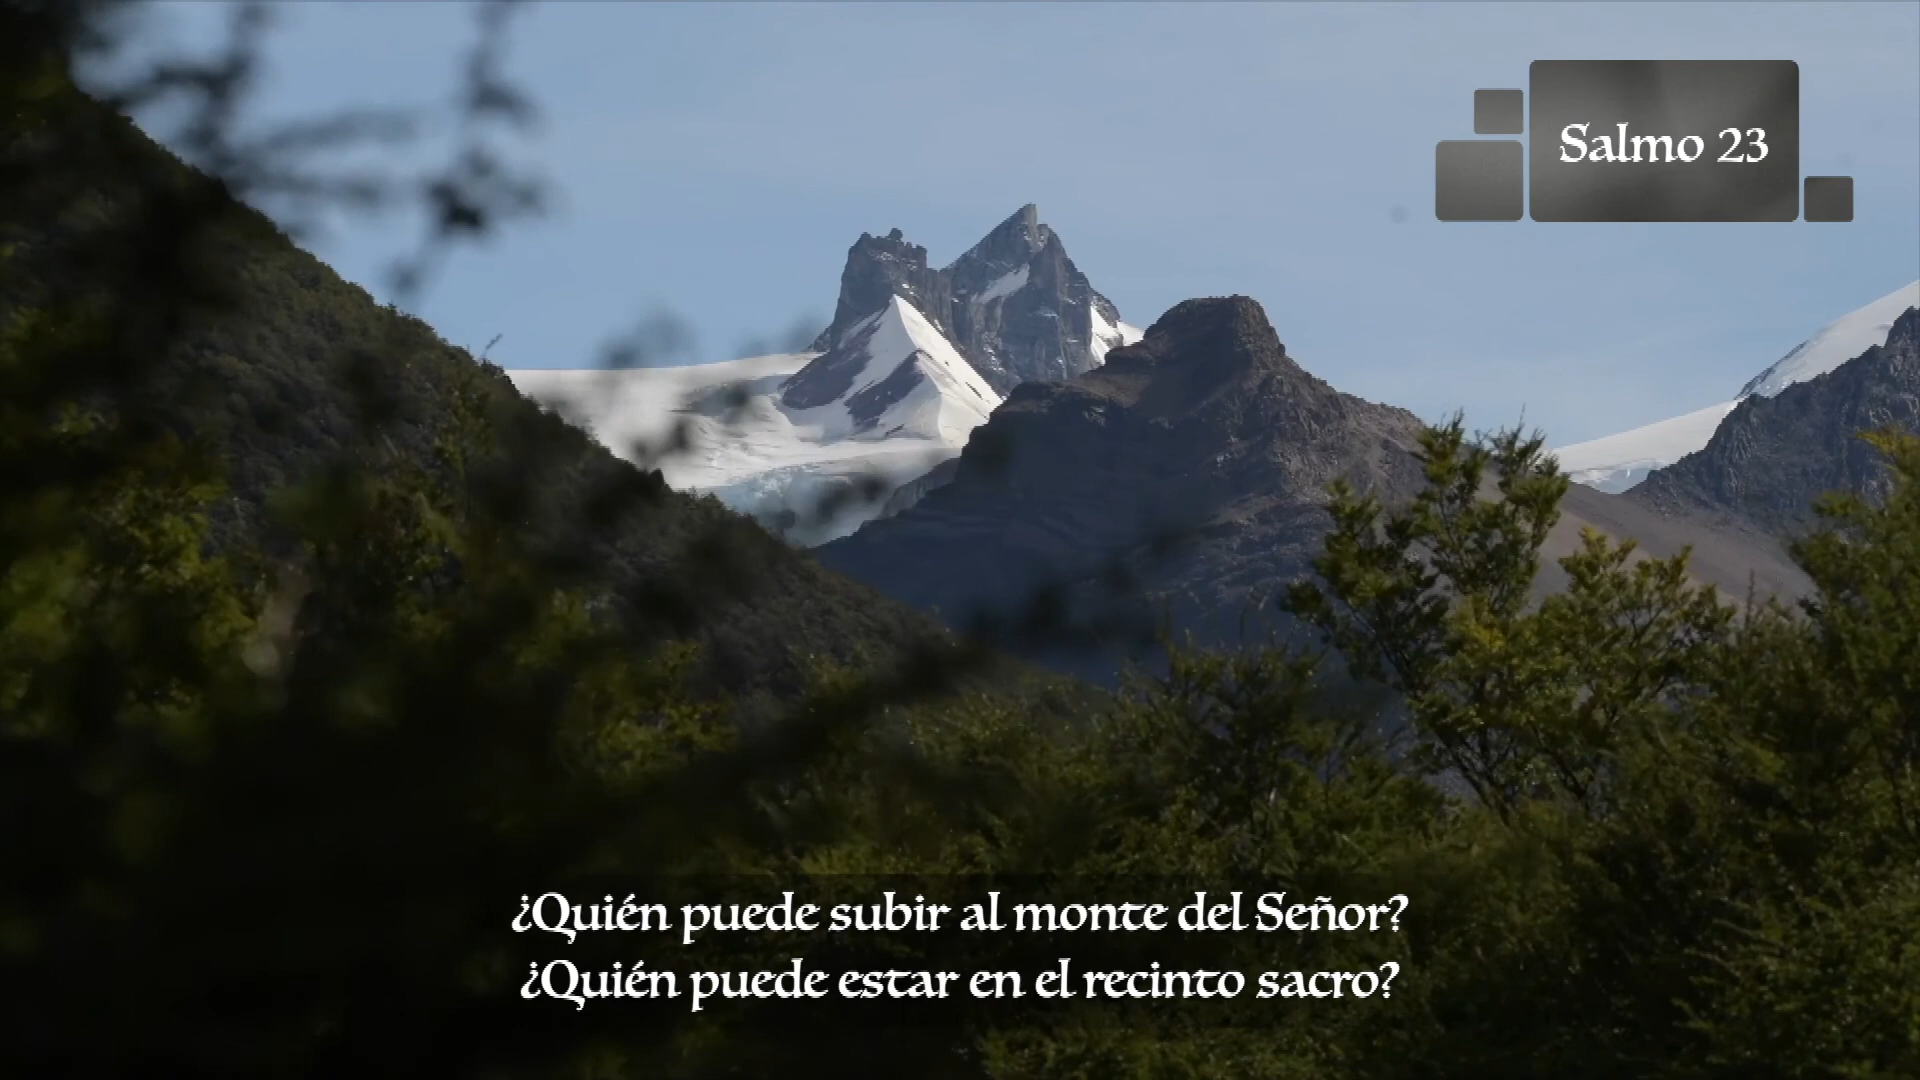 Salmo 23
¿Quién puede subir al monte del Señor?
¿Quién puede estar en el recinto sacro?